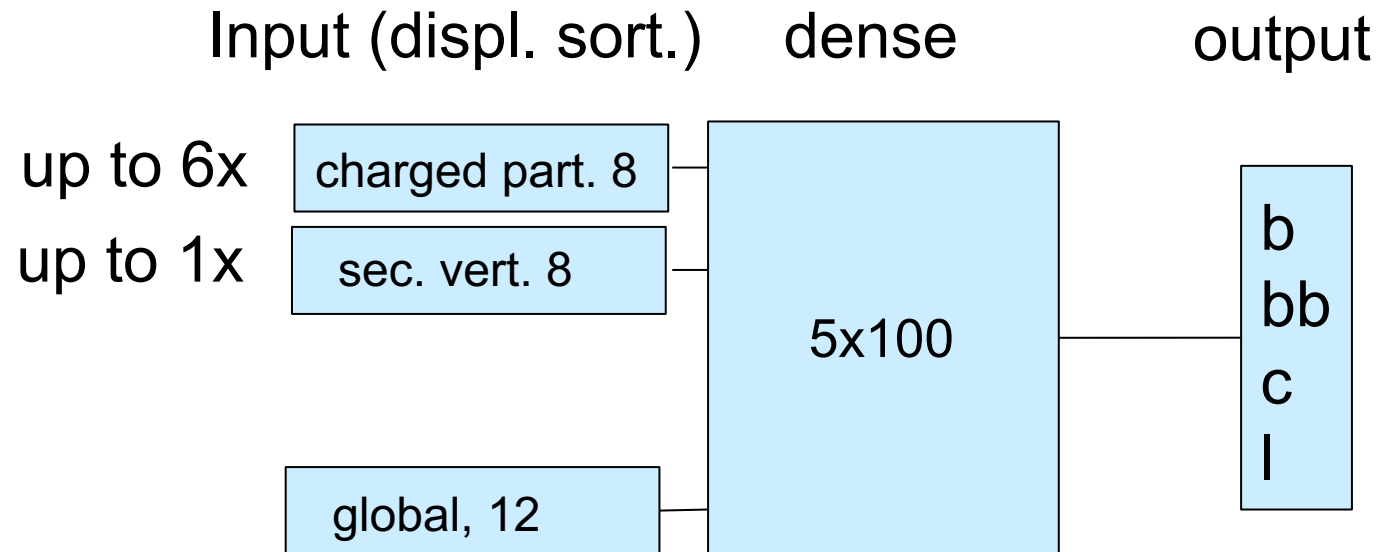 Input (displ. sort.) dense output
up to 6x charged part. 8
up to 1x sec. vert. 8
5x100
b
bb
c
l
global, 12